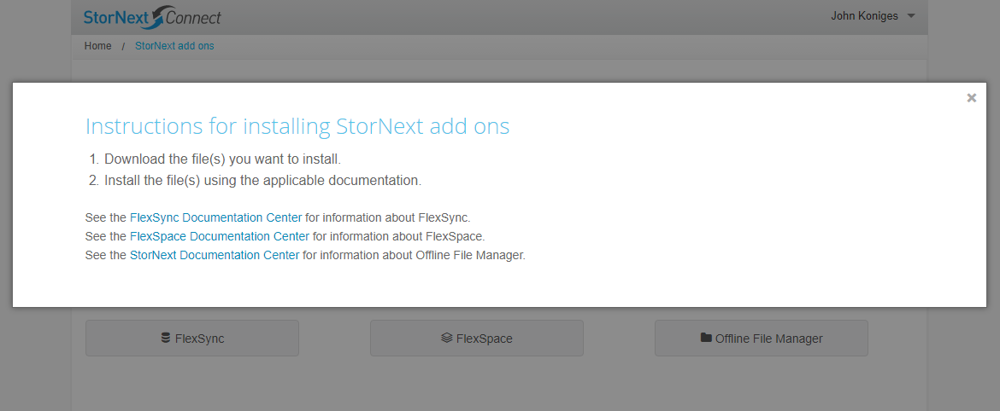 StorNext Connect
John Koniges
Home / StorNext add ons
×
Instructions for installing StorNext add ons
1. Download the file(s) you want to install.
2. Install the file(s) using the applicable documentation.
See the FlexSync Documentation Center for information about FlexSync.
See the FlexSpace Documentation Center for information about FlexSpace.
See the StorNext Documentation Center for information about Offline File Manager.
FlexSync
FlexSpace
Offline File Manager